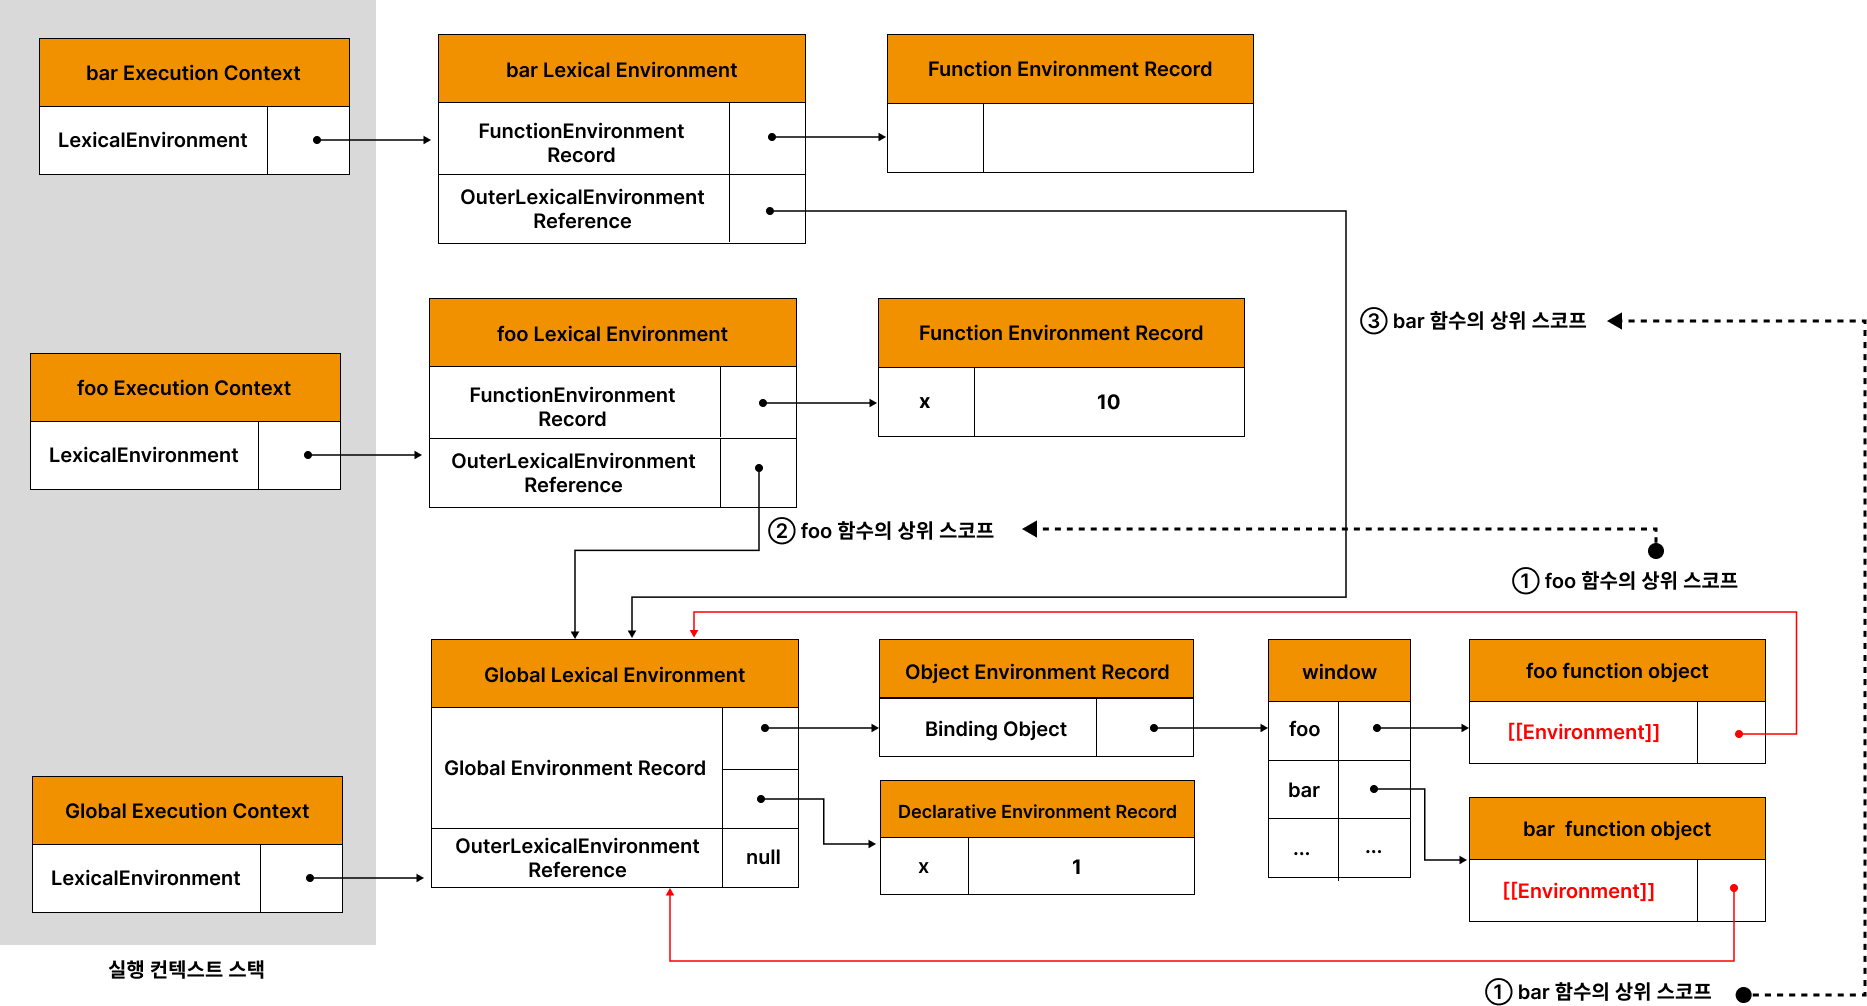 bar Execution Context
LexicalEnvironment
bar Lexical Environment
FunctionEnvironment
Record
OuterLexicalEnvironment
Reference
Function Environment Record
③ bar 함수의 상위 스코프
foo Execution Context
LexicalEnvironment
foo Lexical Environment
FunctionEnvironment
Record
OuterLexicalEnvironment
Reference
Function Environment Record
x 10
② foo 함수의 상위 스코프
① foo 함수의 상위 스코프
Global Execution Context
LexicalEnvironment
Global Lexical Environment
Global Environment Record
OuterLexicalEnvironment
Reference
null
Object Environment Record
Binding Object
Declarative Environment Record
x 1
window
foo
bar
... ...
foo function object
[[Environment]]
bar function object
[[Environment]]
실행 컨텍스트 스택
① bar 함수의 상위 스코프